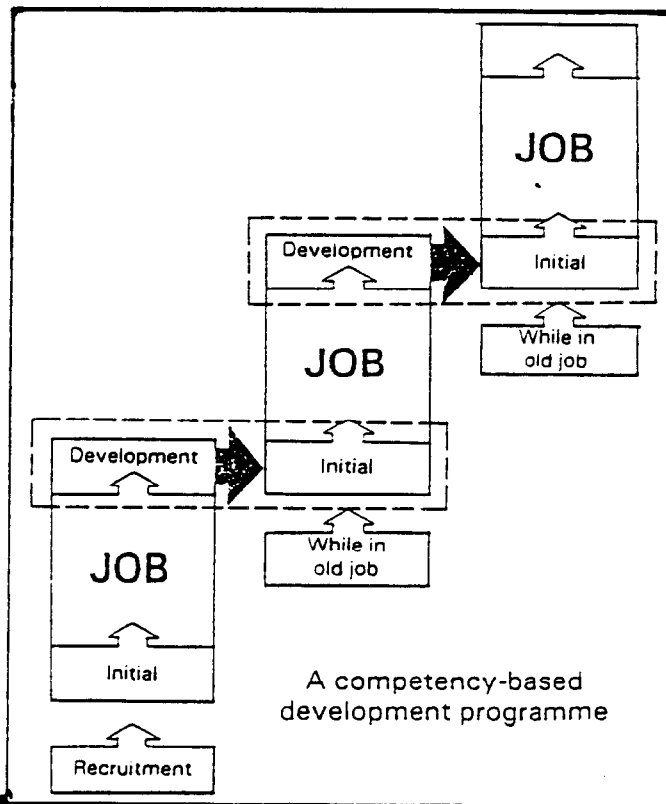 JOB
Initial
While in
old job
Development
JOB
Initial
While in
old job
Development
JOB
Initial
Recruitment
A competency-based
development programme